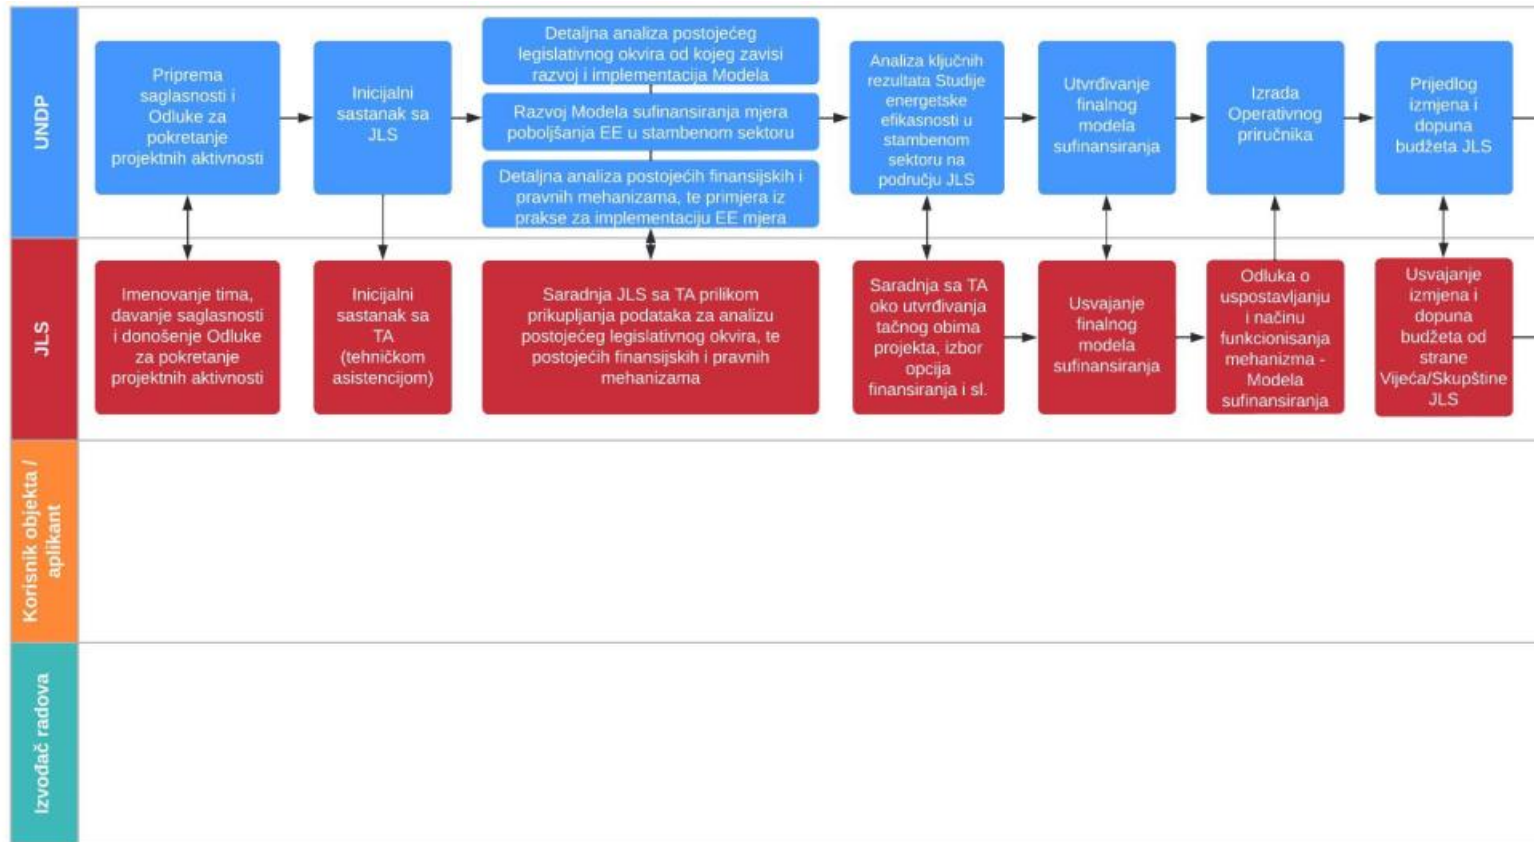 UNDP
Priprema
saglasnosti i
Odluke za
pokretanje
projektnih aktivnosti
Inicijalni
sastanak sa
JLS
Detaljna analiza postojećeg
legislativnog okvira od kojeg zavisi
razvoj i implementacija Modela
Razvoj Modela sufinansiranja mjera
poboljšanja EE u stambenom sektoru
Detaljna analiza postojećih finansijskih i
pravnih mehanizama, te primjera iz
prakse za implementaciju EE mjera
Analiza ključnih
rezultata Studije
energetske
efikasnosti u
stambenom
sektoru na
području JLS
Utvrđivanje
finalnog
modela
sufinansiranja
Izrada
Operativnog
priručnika
Prijedlog
izmjena i
dopuna
budžeta JLS
JLS
Imenovanje tima,
davanje saglasnosti
i donošenje Odluke
za pokretanje
projektnih aktivnosti
Inicijalni
sastanak sa
TA
(tehničkom
asistencijom)
Saradnja JLS sa TA prilikom
prikupljanja podataka za analizu
postojećeg legislativnog okvira, te
postojećih finansijskih i pravnih
mehanizama
Saradnja sa TA
oko utvrđivanja
tačnog obima
projekta, izbor
opcija
finansiranja i sl.
Usvajanje
finalnog
modela
sufinansiranja
Odluka o
uspostavljanju
i načinu
funkcionisanja
mehanizma -
Modela
sufinansiranja
Usvajanje
izmjena i
dopuna
budžeta od
strane
Vijeća/Skupštine
JLS
Korisnik objekta /
aplikant
Izvođač radova